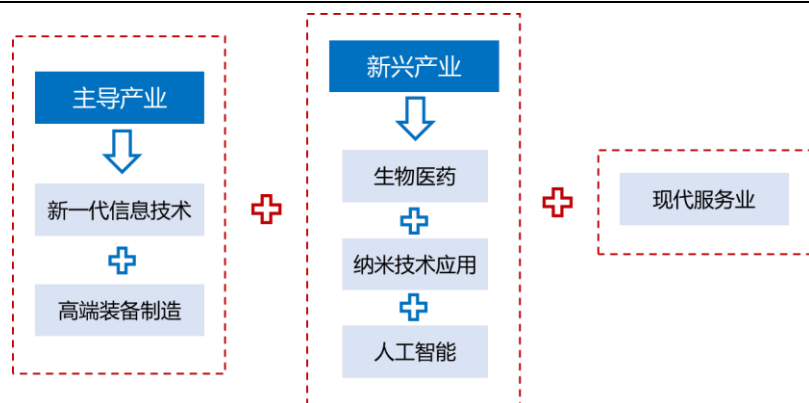 主导产业
新一代信息技术
高端装备制造
新兴产业
生物医药
纳米技术应用
人工智能
现代服务业